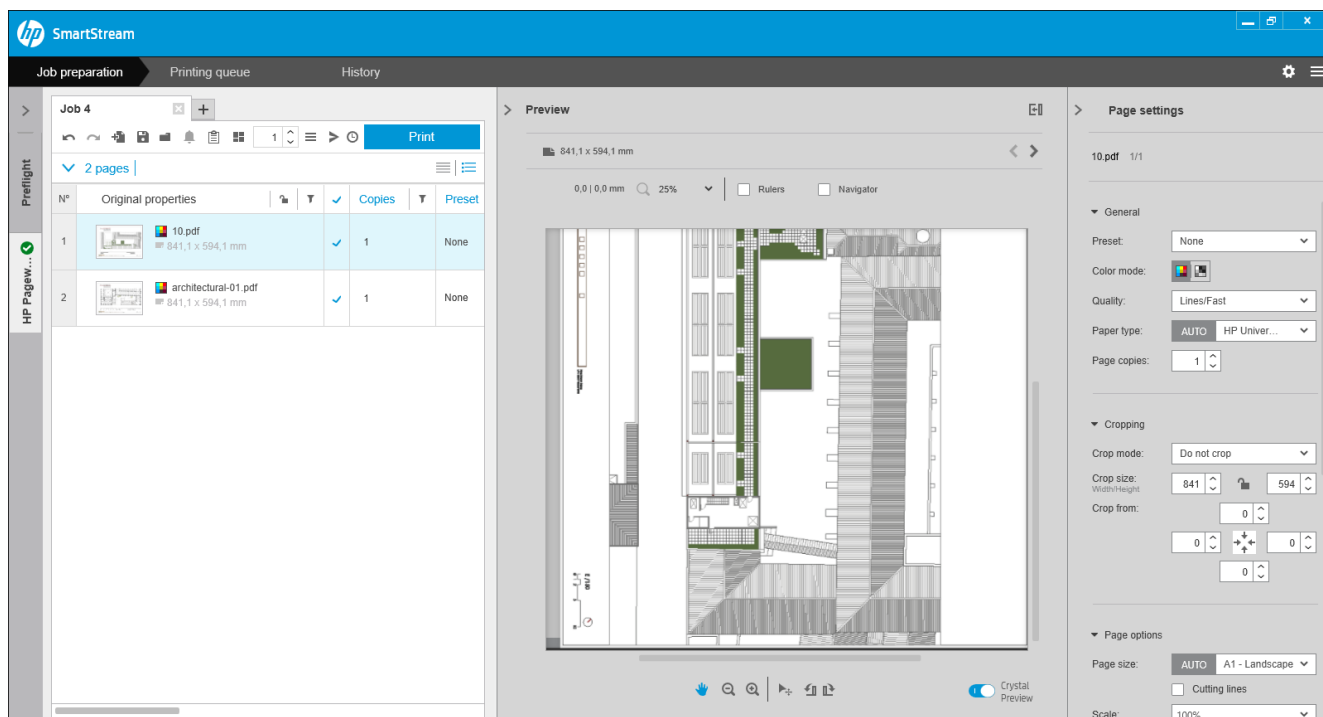 hp SmartStream
Job preparation Printing queue History
Preflight
HP Pagew...
Job 4
1 Print
2 pages
Nº Original properties Copies Preset
1 10.pdf 1 None
841,1 x 594,1 mm
2 architectural-01.pdf 1 None
841,1 x 594,1 mm
Preview
841,1 x 594,1 mm
0,0 | 0,0 mm 25% Rulers Navigator
Crystal
Preview
Page settings
10.pdf 1/1
General
Preset: None
Color mode:
Quality: Lines/Fast
Paper type: AUTO HP Univer...
Page copies: 1
Cropping
Crop mode: Do not crop
Crop size: 841 594
Width/Height
Crop from: 0
0 0
0
Page options
Page size: AUTO A1 - Landscape
Cutting lines
Scale: 100%